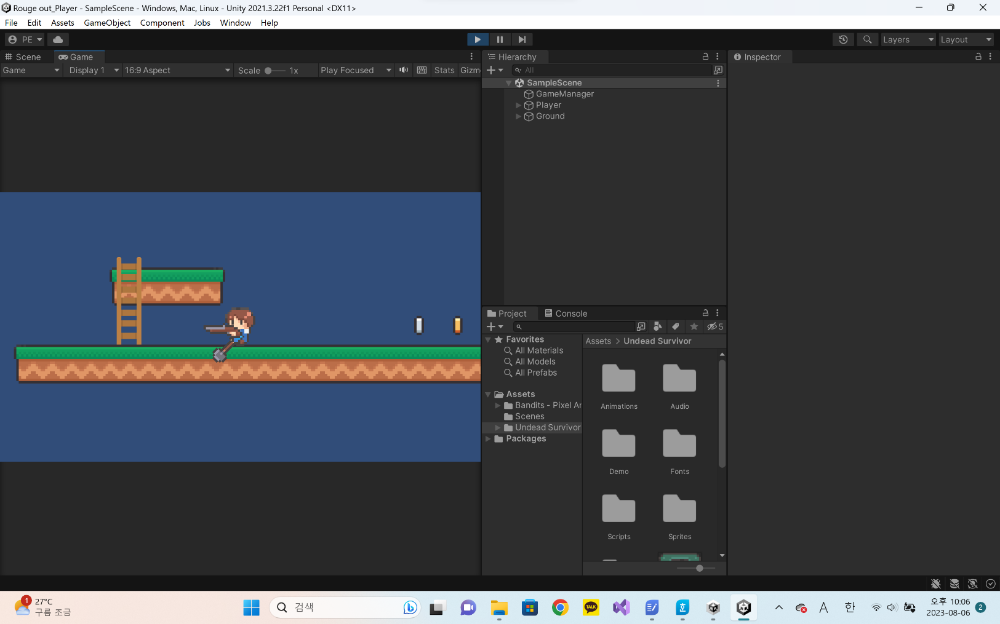 Rouge out_Player - SampleScene - Windows, Mac, Linux - Unity 2021.3.22f1 Personal <DX11>
File Edit Assets GameObject Component Jobs Window Help
PE Layers Layout
Scene Game
Game Display 1 16:9 Aspect Scale 1x Play Focused Stats Gizm
Hierarchy
All
SampleScene
GameManager
Player
Ground
Inspector
Project Console
5
Favorites
All Materials
All Models
All Prefabs
Assets
Bandits - Pixel Ar
Scenes
Undead Survivor
Packages
Assets > Undead Survivor
Animations Audio
Demo Fonts
Scripts Sprites
1
27°C
구름 조금
검색
TALK
호
A 한
오후 10:06
2023-08-06
2